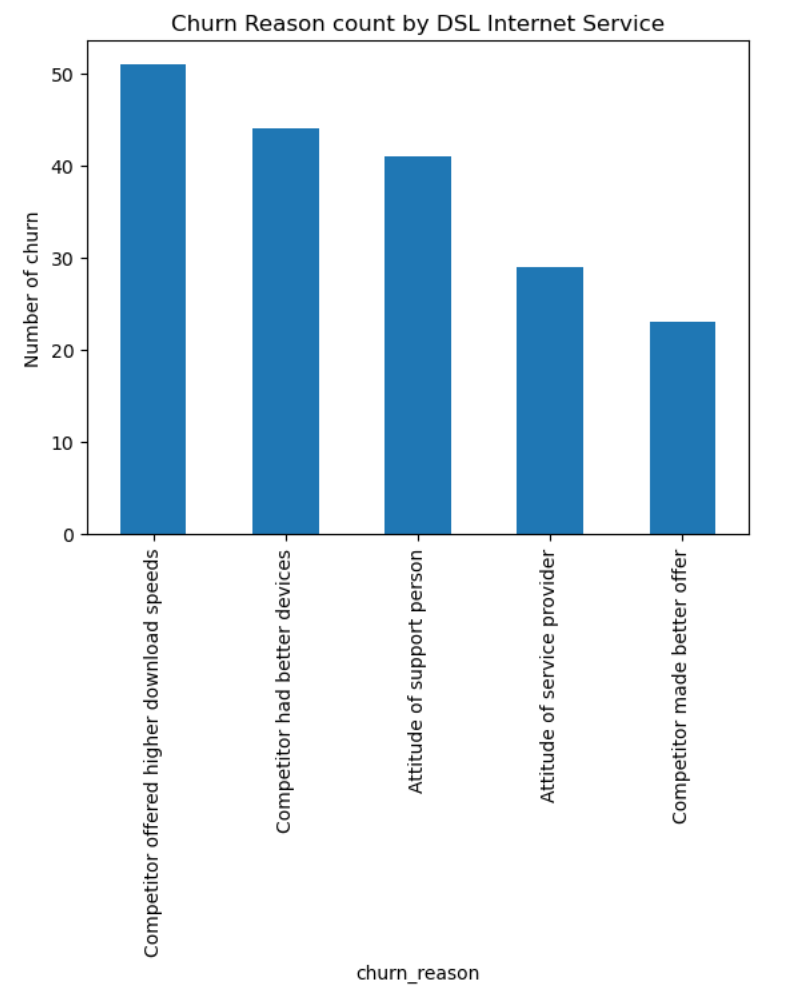 Churn Reason count by DSL Internet Service
Number of churn
50
40
30
20
10
0
Competitor offered higher download speeds
Competitor had better devices
Attitude of support person
Attitude of service provider
Competitor made better offer
churn_reason